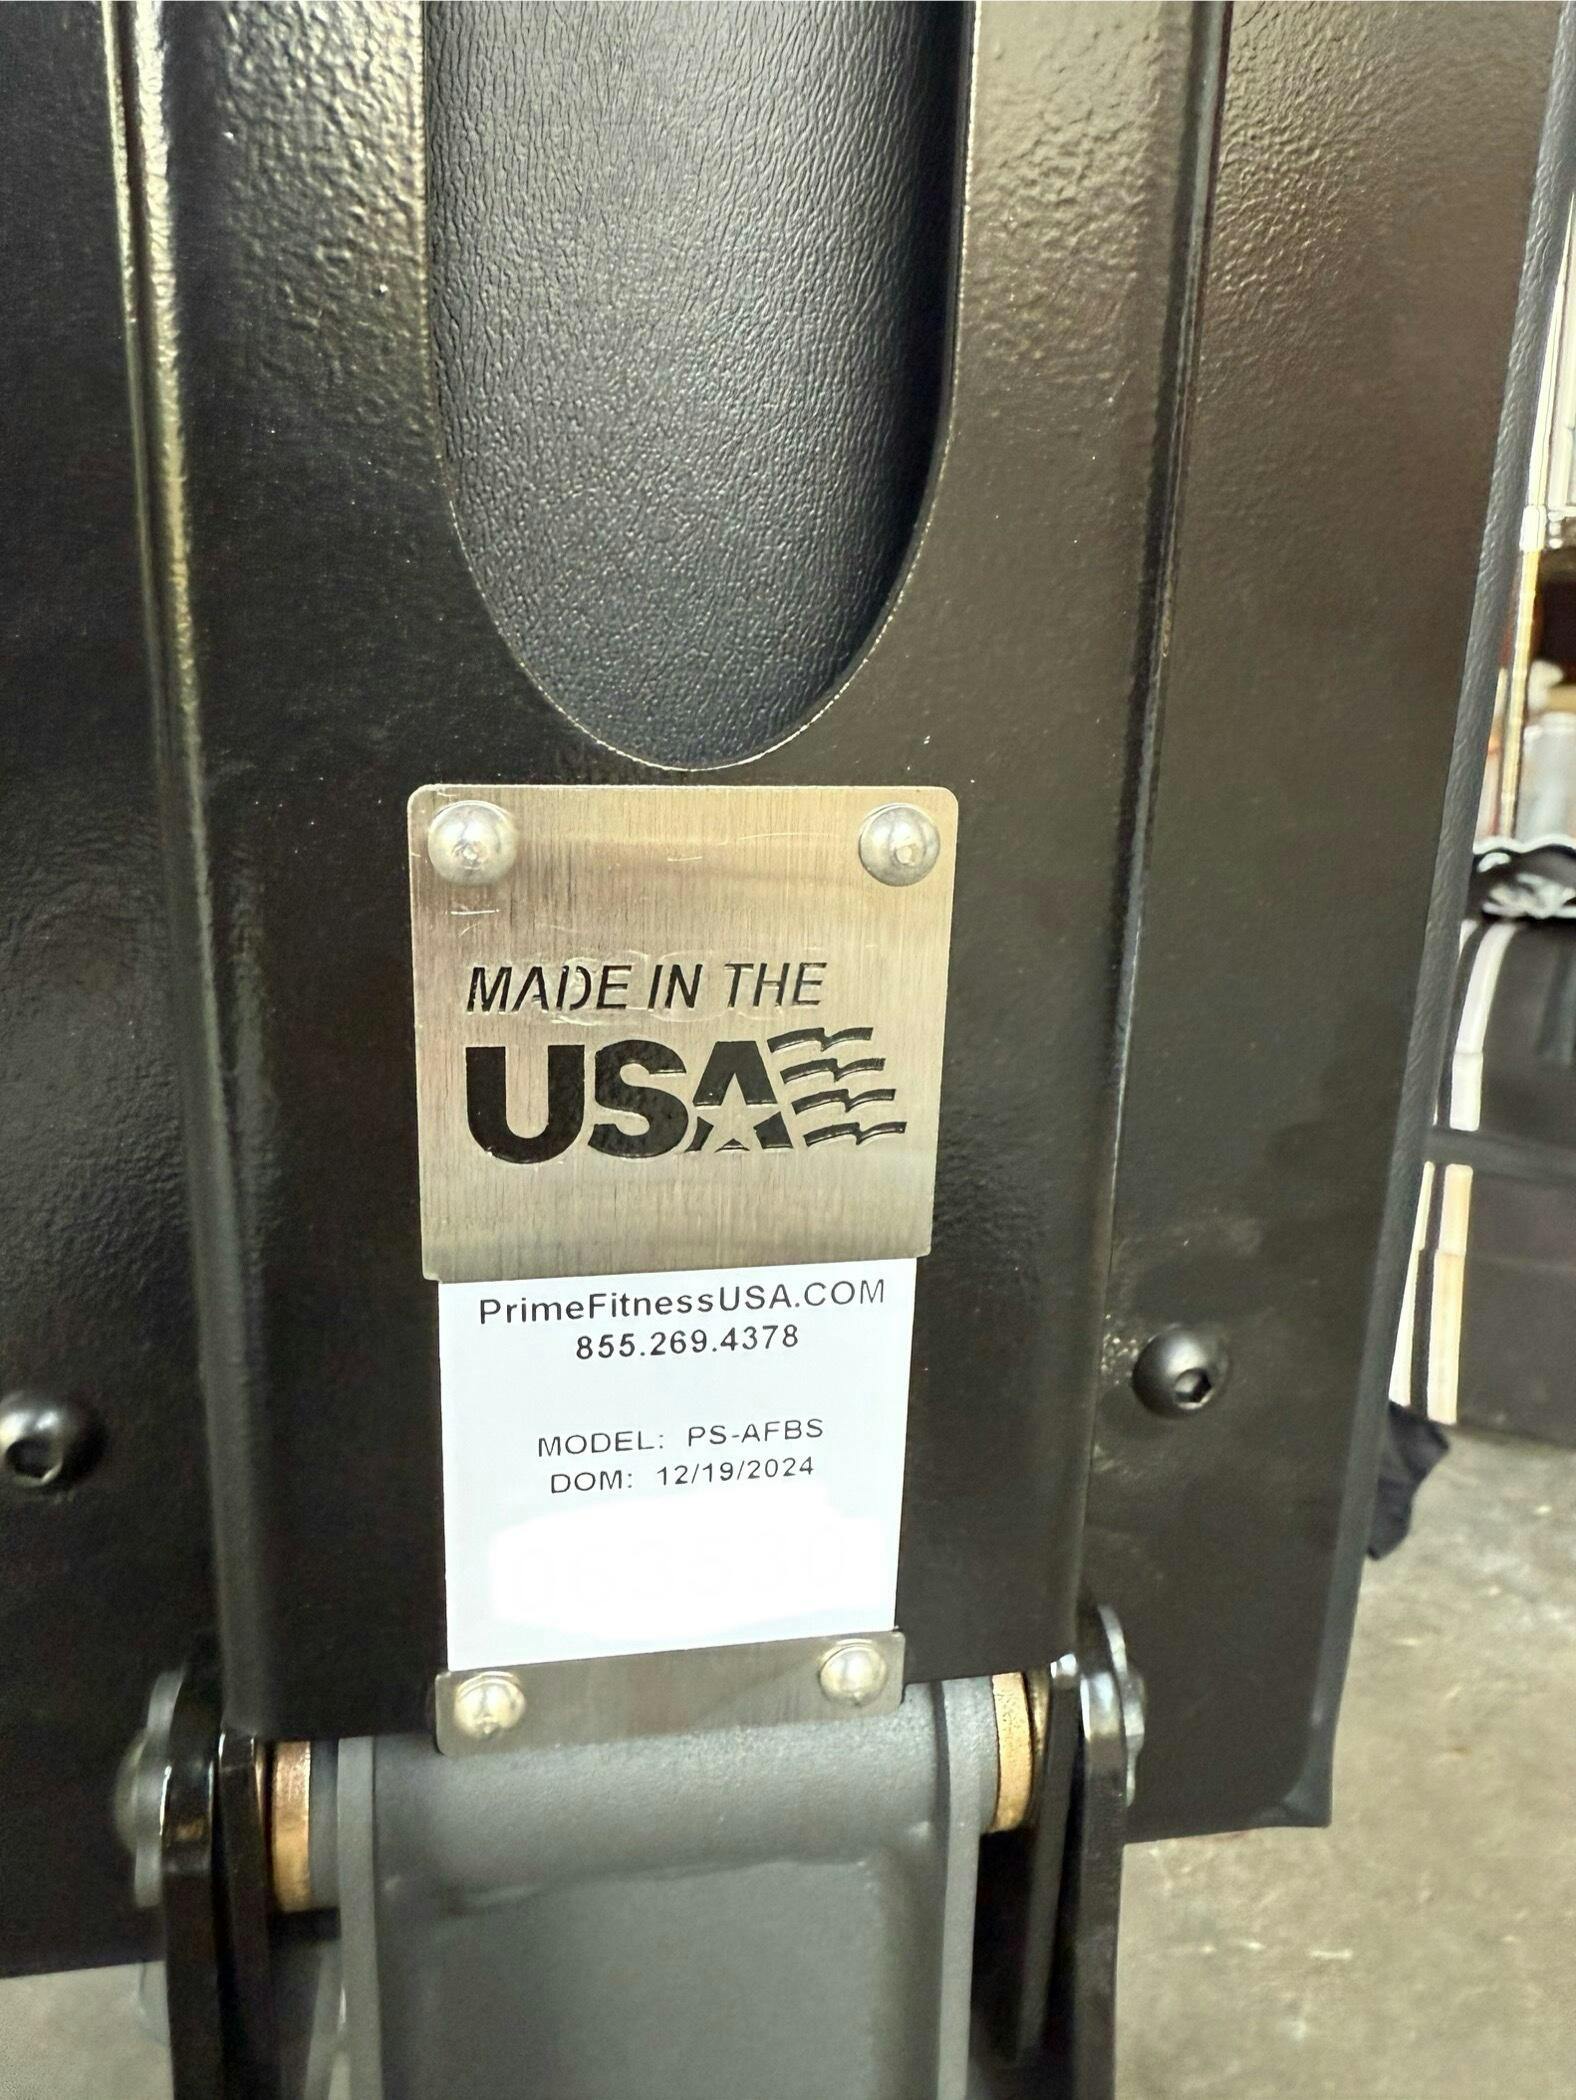 MADE IN THE
USA
PrimeFitnessUSA.COM
855.269.4378
MODEL: PS-AFBS
DOM: 12/19/2024